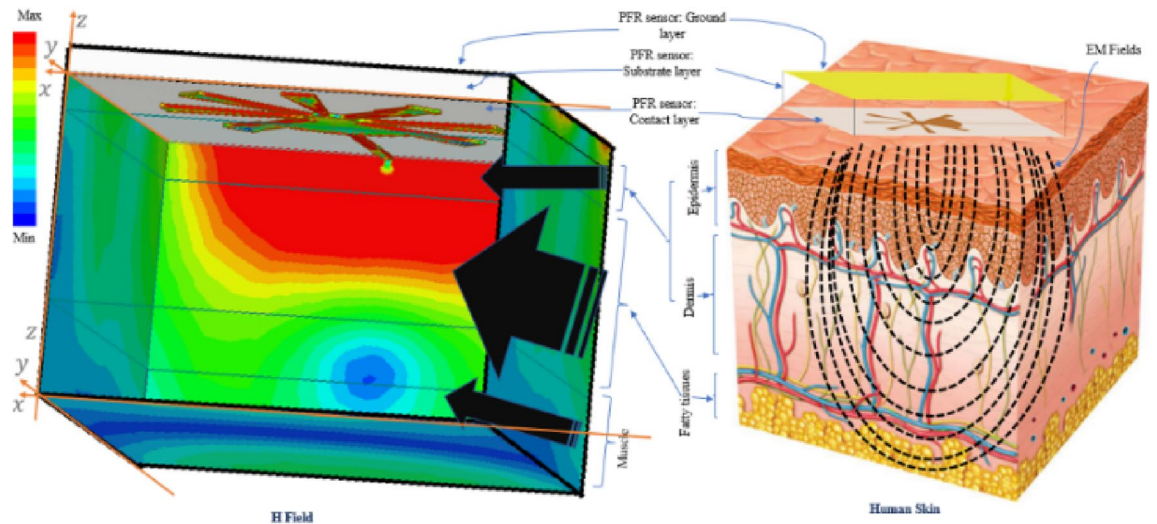 Max
Min
z
y
x
z
y
x
PFR sensor: Ground
layer
PFR sensor:
Substrate layer
PFR sensor:
Contact layer
EM Fields
Epidermis
Dermis
Fatty tissues
Muscle
H Field
Human Skin